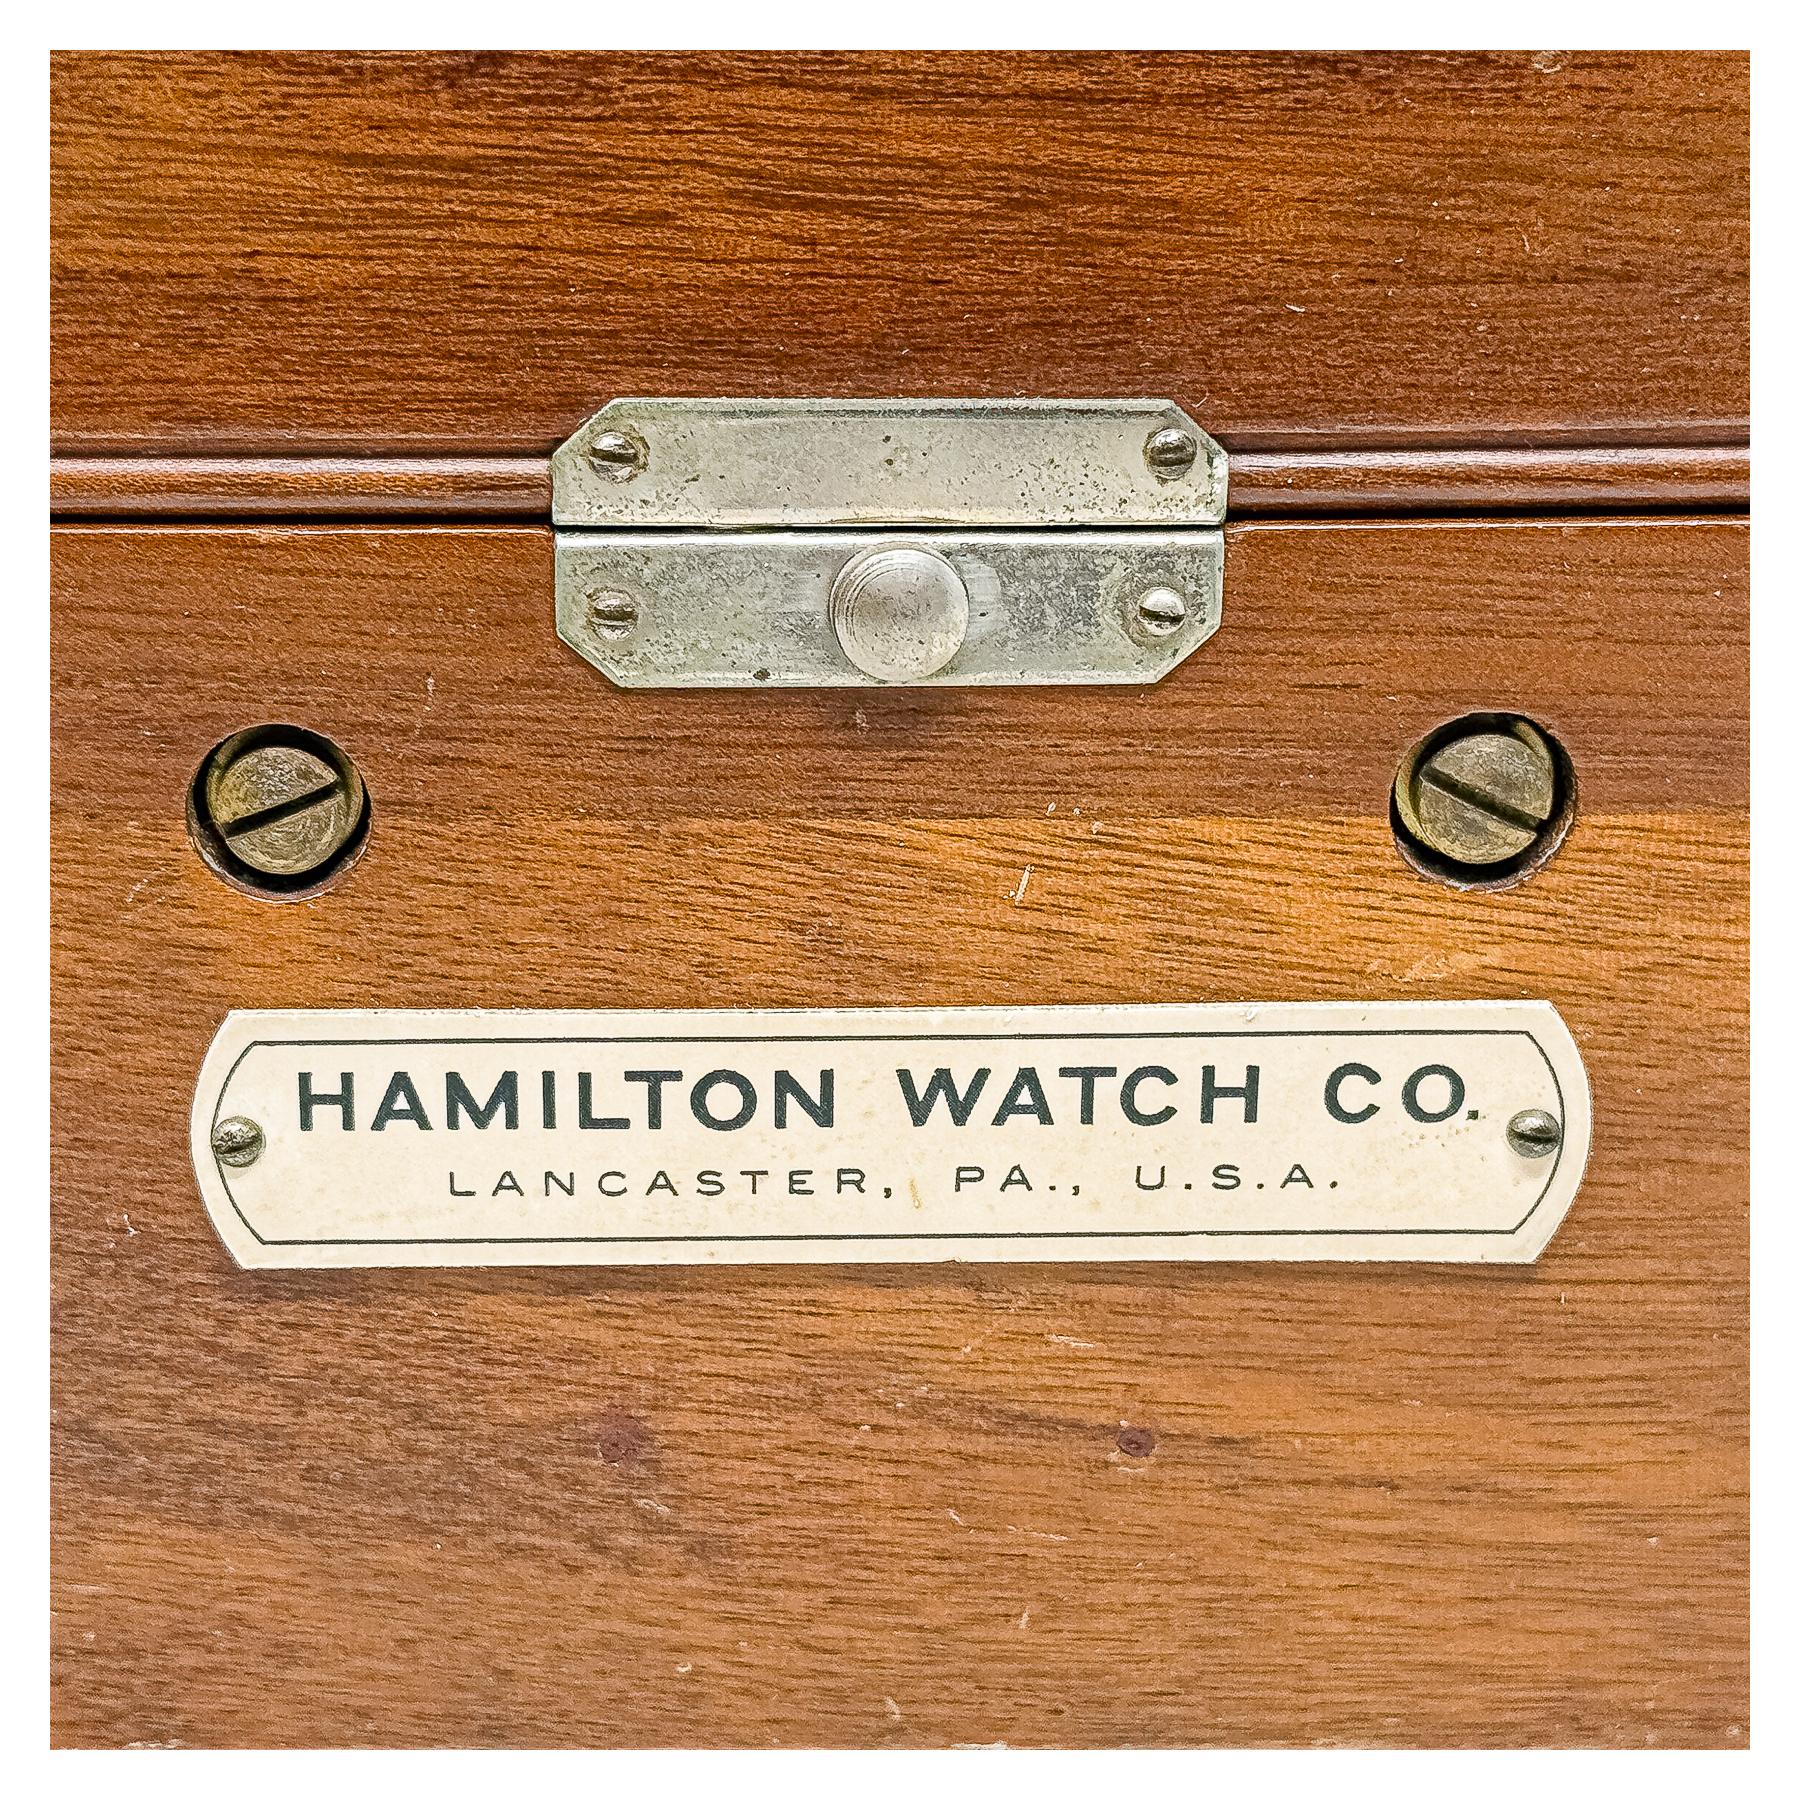 HAMILTON WATCH CO.
LANCASTER, PA., U.S.A.